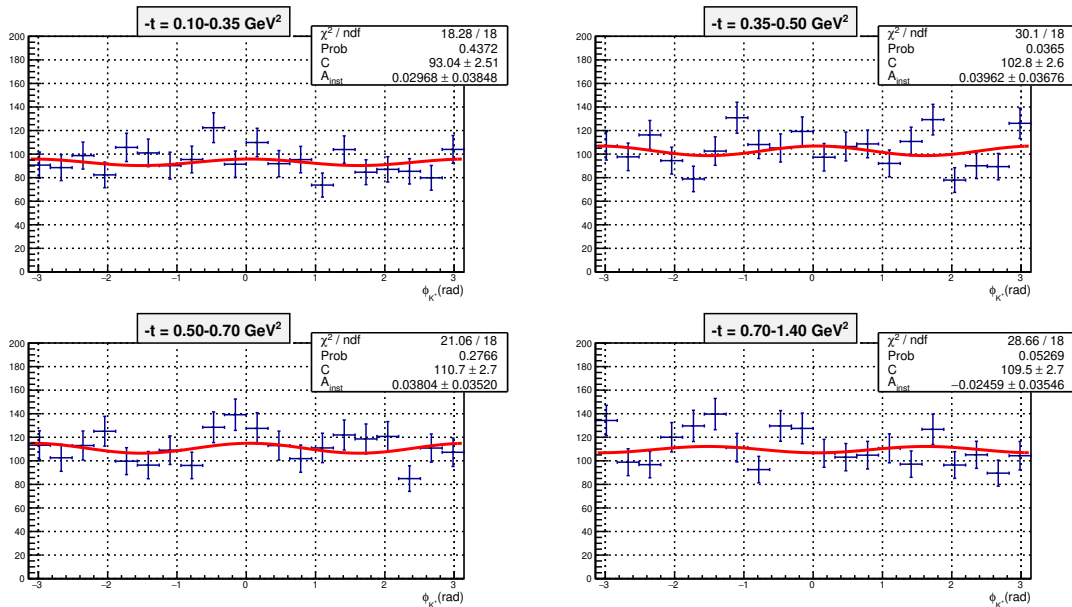 -t = 0.10-0.35 GeV²
χ² / ndf 18.28 / 18
Prob 0.4372
C 93.04 ± 2.51
A_inst 0.02968 ± 0.03848
200
180
160
140
120
100
80
60
40
20
0
−3 −2 −1 0 1 2 3
ϕ_K⁺(rad)
-t = 0.35-0.50 GeV²
χ² / ndf 30.1 / 18
Prob 0.0365
C 102.8 ± 2.6
A_inst 0.03962 ± 0.03676
200
180
160
140
120
100
80
60
40
20
0
−3 −2 −1 0 1 2 3
ϕ_K⁺(rad)
-t = 0.50-0.70 GeV²
χ² / ndf 21.06 / 18
Prob 0.2766
C 110.7 ± 2.7
A_inst 0.03804 ± 0.03520
200
180
160
140
120
100
80
60
40
20
0
−3 −2 −1 0 1 2 3
ϕ_K⁺(rad)
-t = 0.70-1.40 GeV²
χ² / ndf 28.66 / 18
Prob 0.05269
C 109.5 ± 2.7
A_inst −0.02459 ± 0.03546
200
180
160
140
120
100
80
60
40
20
0
−3 −2 −1 0 1 2 3
ϕ_K⁺(rad)